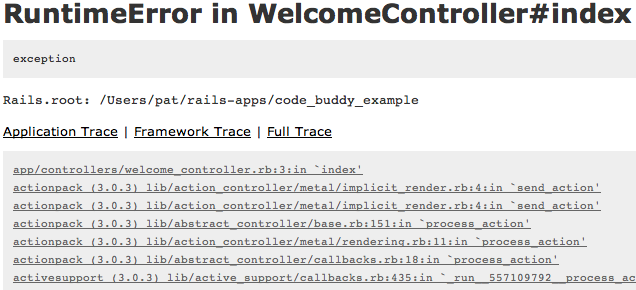 RuntimeError in WelcomeController#index
exception
Rails.root: /Users/pat/rails-apps/code_buddy_example
Application Trace | Framework Trace | Full Trace
app/controllers/welcome_controller.rb:3:in `index'
actionpack (3.0.3) lib/action_controller/metal/implicit_render.rb:4:in `send_action'
actionpack (3.0.3) lib/action_controller/metal/implicit_render.rb:4:in `send_action'
actionpack (3.0.3) lib/abstract_controller/base.rb:151:in `process_action'
actionpack (3.0.3) lib/action_controller/metal/rendering.rb:11:in `process_action'
actionpack (3.0.3) lib/abstract_controller/callbacks.rb:18:in `process_action'
activesupport (3.0.3) lib/active_support/callbacks.rb:435:in `_run__557109792__process_ac